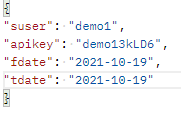 {
"suser": "demo1",
"apikey": "demo13kLD6",
"fdate": "2021-10-19",
"tdate": "2021-10-19"
}